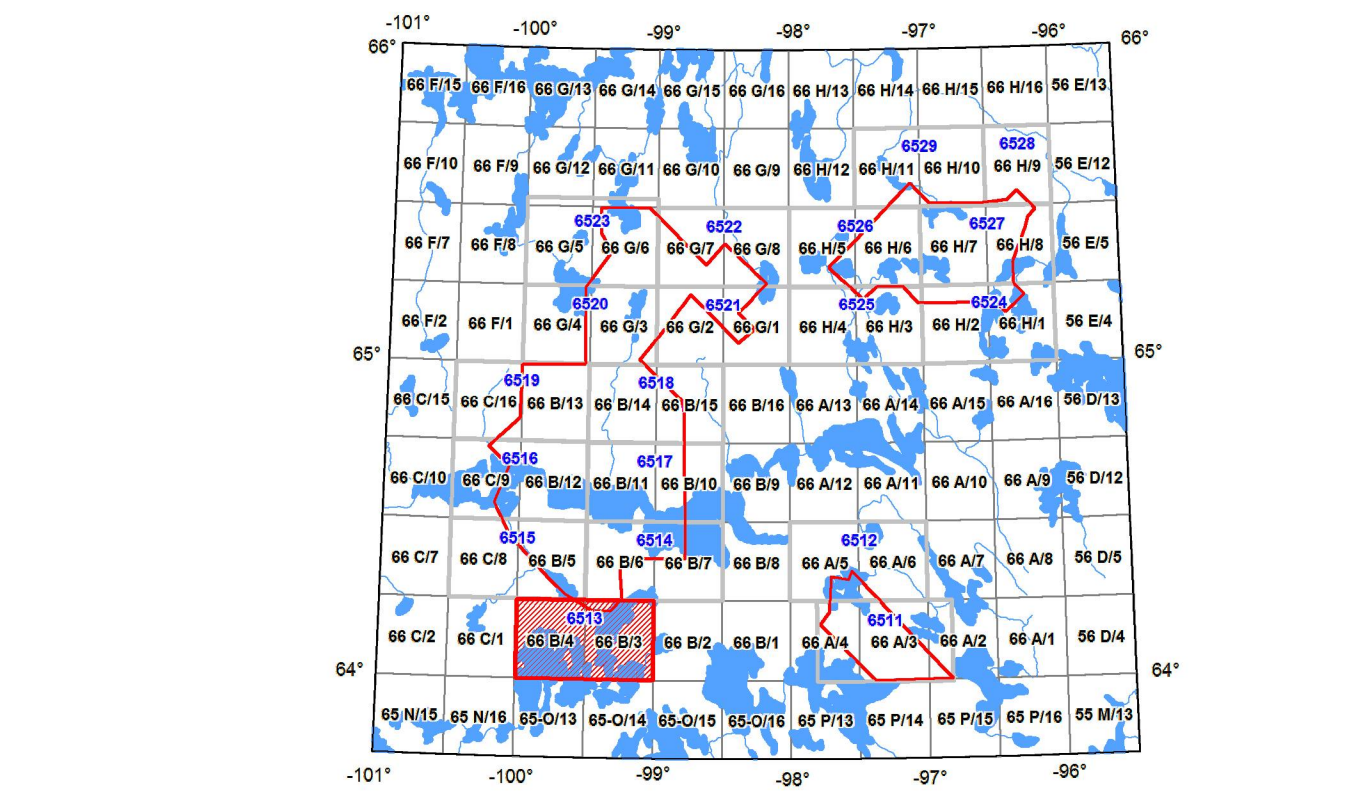 -101° -100° -99° -98° -97° -96°
66° 66°
66 F/15 66 F/16 66 G/13 66 G/14 66 G/15 66 G/16 66 H/13 66 H/14 66 H/15 66 H/16 56 E/13
6529 6528
66 F/10 66 F/9 66 G/12 66 G/11 66 G/10 66 G/9 66 H/12 66 H/11 66 H/10 66 H/9 56 E/12
6523 6522 6526 6527
66 F/7 66 F/8 66 G/5 66 G/6 66 G/7 66 G/8 66 H/5 66 H/6 66 H/7 66 H/8 56 E/5
6520 6521 6525 6524
66 F/2 66 F/1 66 G/4 66 G/3 66 G/2 66 G/1 66 H/4 66 H/3 66 H/2 66 H/1 56 E/4
65° 65°
6519 6518
66 C/15 66 C/16 66 B/13 66 B/14 66 B/15 66 B/16 66 A/13 66 A/14 66 A/15 66 A/16 56 D/13
6516 6517
66 C/10 66 C/9 66 B/12 66 B/11 66 B/10 66 B/9 66 A/12 66 A/11 66 A/10 66 A/9 56 D/12
6515 6514 6512
66 C/7 66 C/8 66 B/5 66 B/6 66 B/7 66 B/8 66 A/5 66 A/6 66 A/7 66 A/8 56 D/5
6513 6511
66 C/2 66 C/1 66 B/4 66 B/3 66 B/2 66 B/1 66 A/4 66 A/3 66 A/2 66 A/1 56 D/4
64° 64°
65 N/15 65 N/16 65-O/13 65-O/14 65-O/15 65-O/16 65 P/13 65 P/14 65 P/15 65 P/16 55 M/13
-101° -100° -99° -98° -97° -96°